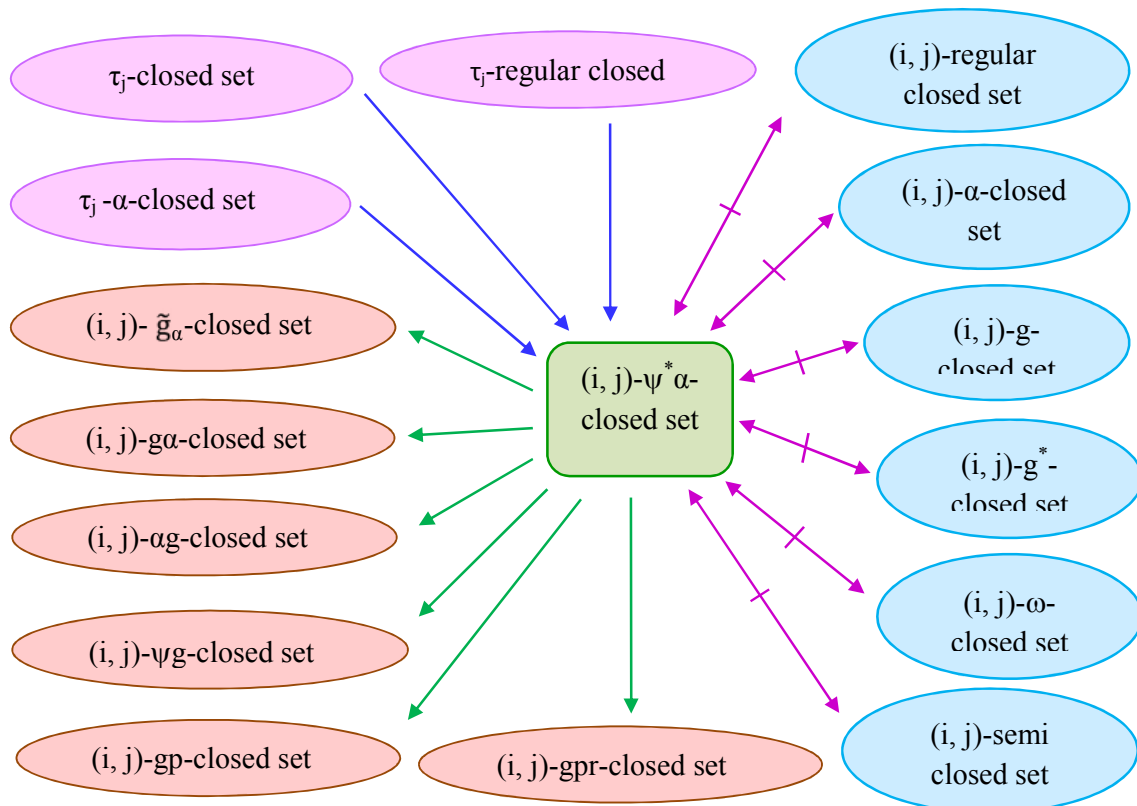 τj-closed set
τj-regular closed
(i, j)-regular
closed set
τj -α-closed set
(i, j)-α-closed
set
(i, j)- g̃α-closed set
(i, j)-g-
closed set
(i, j)-ψ*α-
closed set
(i, j)-gα-closed set
(i, j)-g*-
closed set
(i, j)-αg-closed set
(i, j)-ω-
closed set
(i, j)-ψg-closed set
(i, j)-gp-closed set
(i, j)-gpr-closed set
(i, j)-semi
closed set